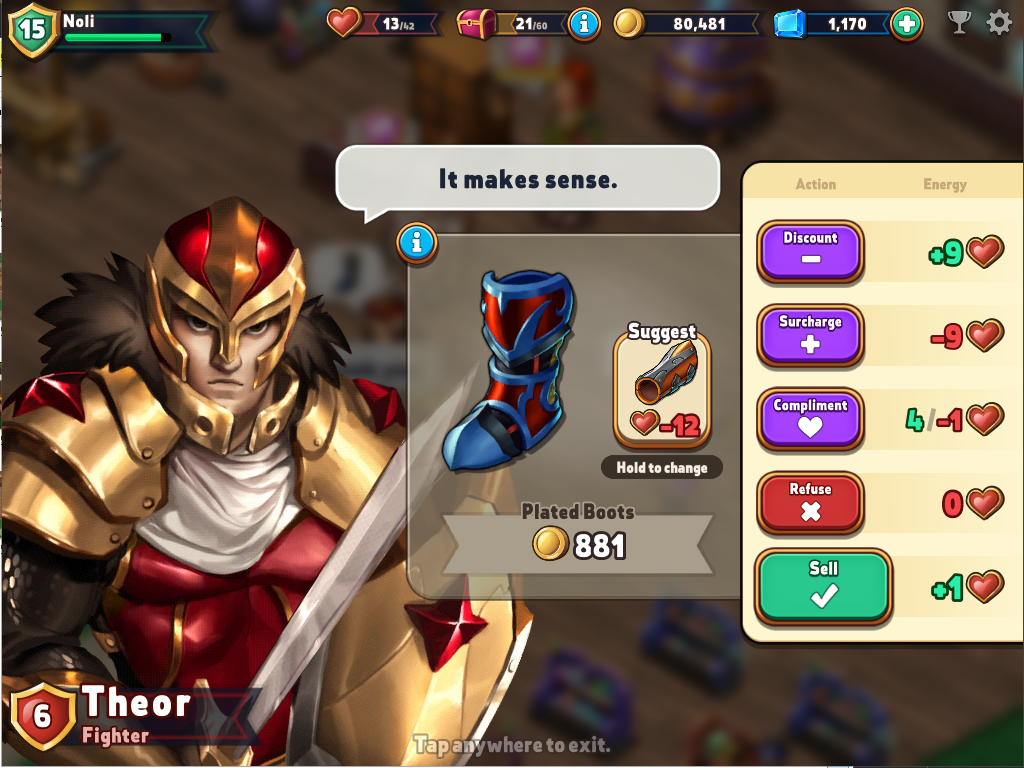 15
Noli
13/42
21/60
80,481
1,170
It makes sense.
Action
Energy
Discount
+9
Surcharge
-9
Suggest
-12
Hold to change
Compliment
4/-1
Refuse
0
Plated Boots
881
Sell
+1
6
Theor
Fighter
Tap anywhere to exit.